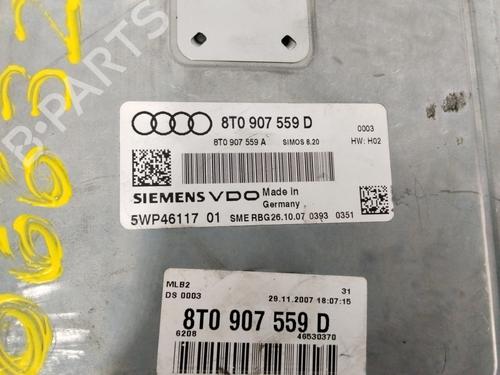 06632
B-PARTS
8T0 907 559 D
8T0 907 559 A SIMOS 8.20
0003
HW: H02
SIEMENS VDO Made in Germany
5WP46117 01 SME RBG26.10.07 0393 0351
MLB2
DS 0003
31
29.11.2007 18:07:15
8T0 907 559 D
6208 46530370